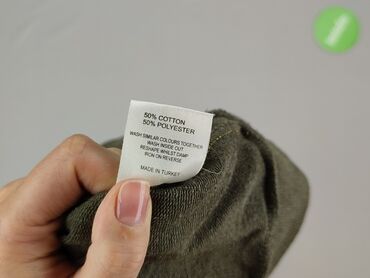 50% COTTON
50% POLYESTER
WASH SIMILAR COLOURS TOGETHER
WASH INSIDE OUT
RESHAPE WHILST DAMP
IRON ON REVERSE
MADE IN TURKEY